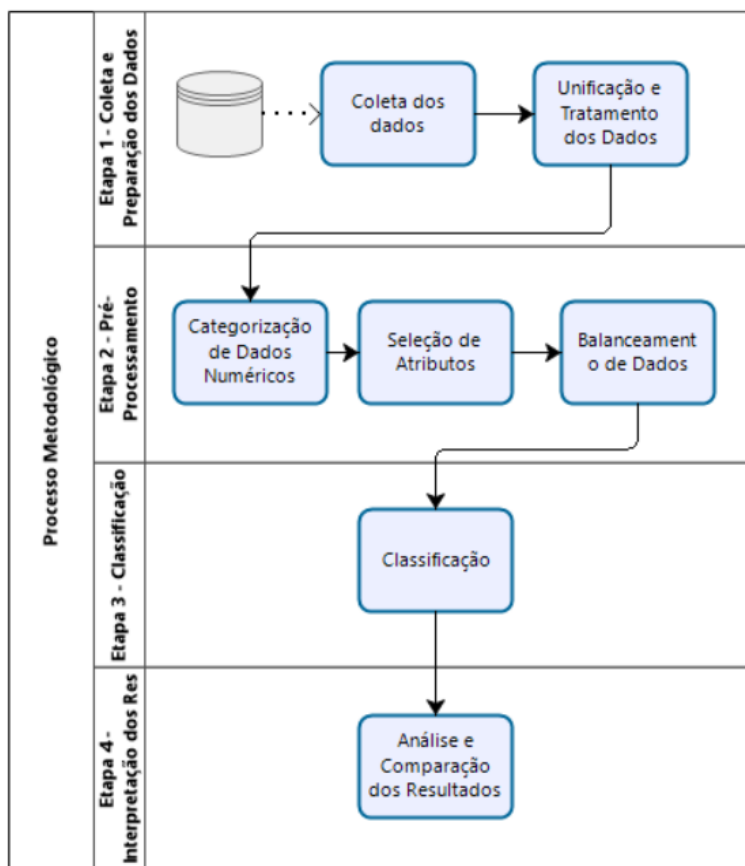 Processo Metodológico
Etapa 1 - Coleta e
Preparação dos Dados
Coleta dos
dados
Unificação e
Tratamento
dos Dados
Etapa 2 - Pré-
Processamento
Categorização
de Dados
Numéricos
Seleção de
Atributos
Balanceament
o de Dados
Etapa 3 - Classificação
Classificação
Etapa 4 -
Interpretação dos Res
Análise e
Comparação
dos Resultados